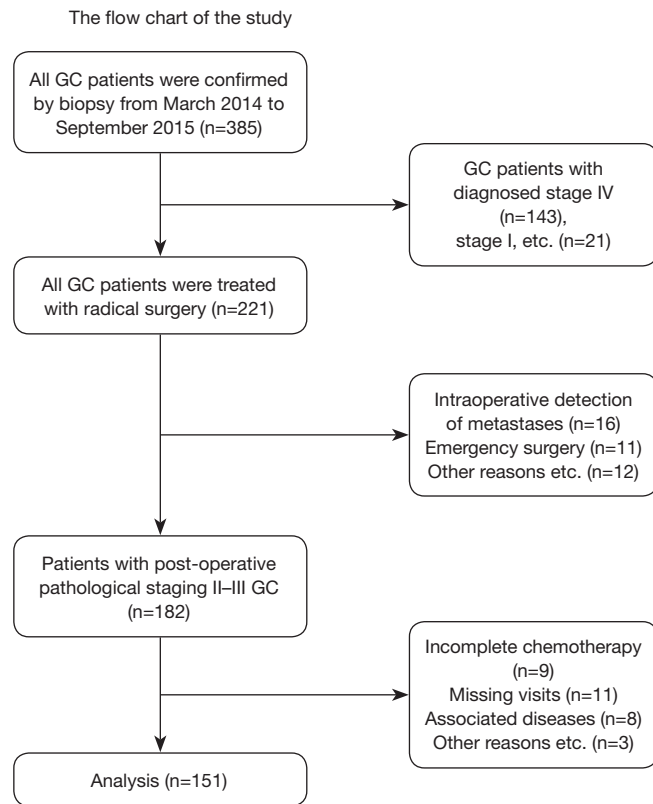 The flow chart of the study
All GC patients were confirmed
by biopsy from March 2014 to
September 2015 (n=385)
GC patients with
diagnosed stage IV
(n=143),
stage I, etc. (n=21)
All GC patients were treated
with radical surgery (n=221)
Intraoperative detection
of metastases (n=16)
Emergency surgery (n=11)
Other reasons etc. (n=12)
Patients with post-operative
pathological staging II–III GC
(n=182)
Incomplete chemotherapy
(n=9)
Missing visits (n=11)
Associated diseases (n=8)
Other reasons etc. (n=3)
Analysis (n=151)